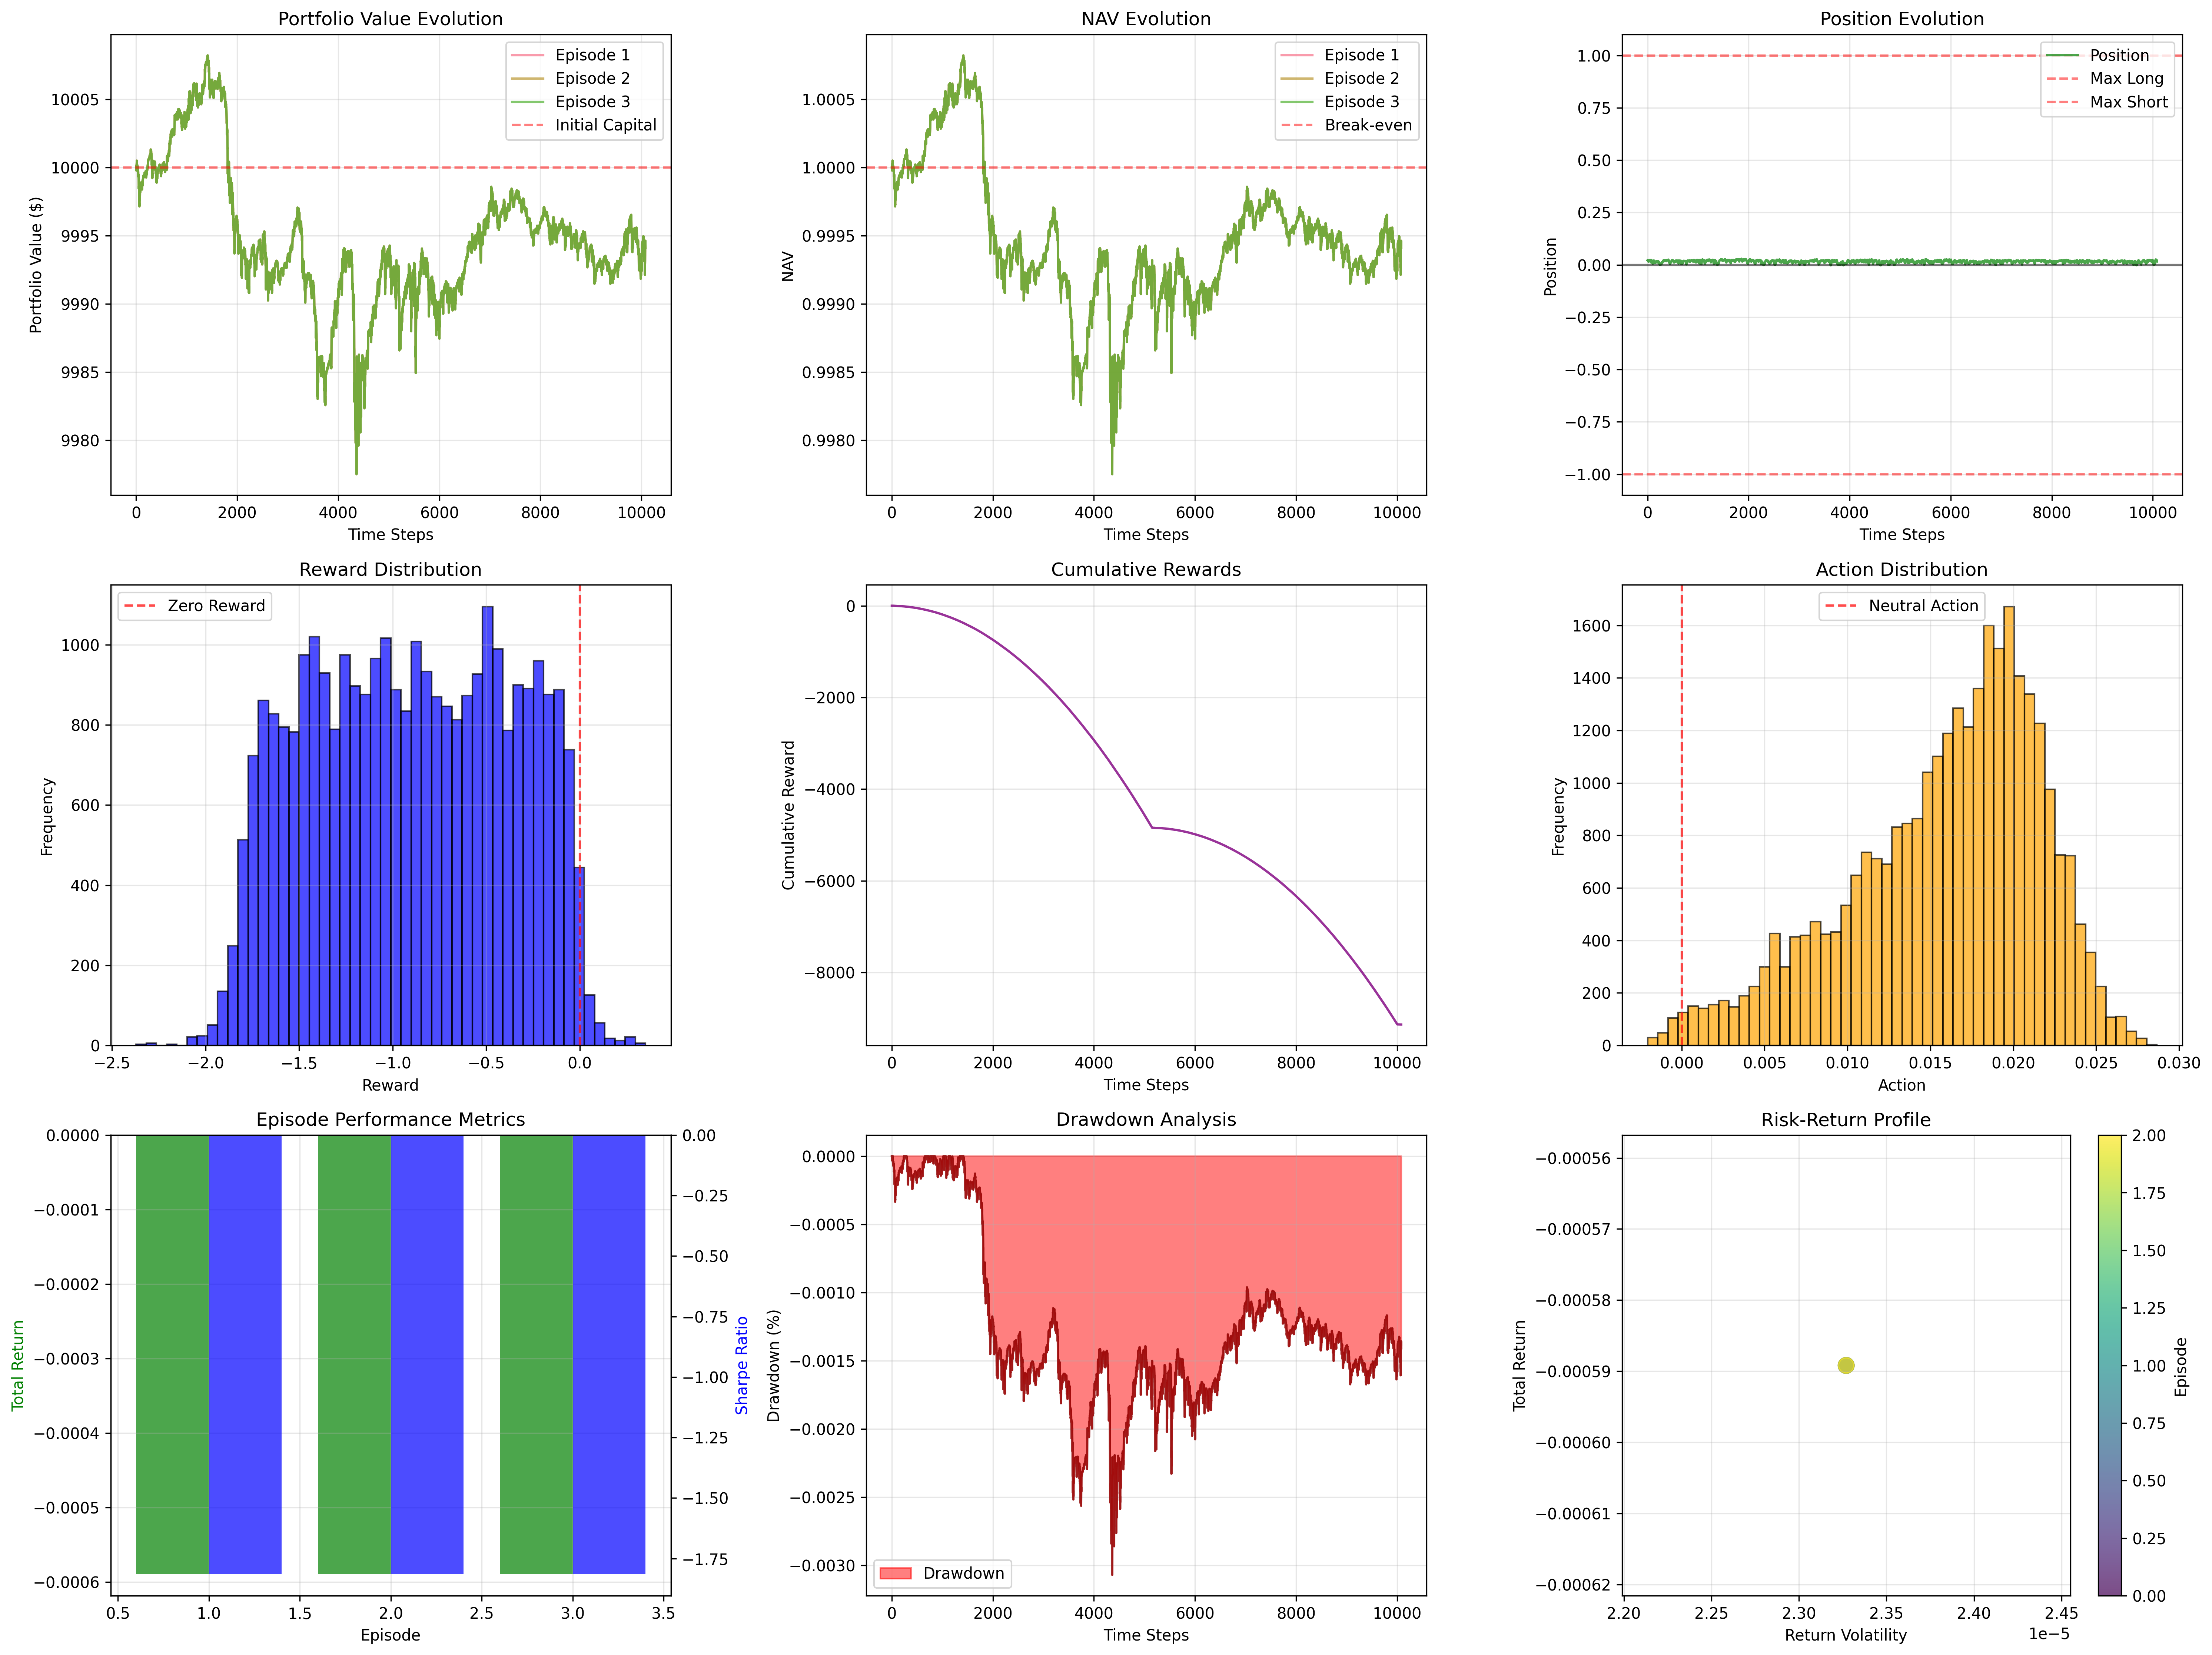 Portfolio Value Evolution
Portfolio Value ($)
10005
10000
9995
9990
9985
9980
0 2000 4000 6000 8000 10000
Time Steps
Episode 1
Episode 2
Episode 3
Initial Capital
NAV Evolution
NAV
1.0005
1.0000
0.9995
0.9990
0.9985
0.9980
0 2000 4000 6000 8000 10000
Time Steps
Episode 1
Episode 2
Episode 3
Break-even
Position Evolution
Position
1.00
0.75
0.50
0.25
0.00
−0.25
−0.50
−0.75
−1.00
0 2000 4000 6000 8000 10000
Time Steps
Position
Max Long
Max Short
Reward Distribution
Frequency
1000
800
600
400
200
0
−2.5 −2.0 −1.5 −1.0 −0.5 0.0
Reward
Zero Reward
Cumulative Rewards
Cumulative Reward
0
−2000
−4000
−6000
−8000
0 2000 4000 6000 8000 10000
Time Steps
Action Distribution
Frequency
1600
1400
1200
1000
800
600
400
200
0
0.000 0.005 0.010 0.015 0.020 0.025 0.030
Action
Neutral Action
Episode Performance Metrics
Total Return
0.0000
−0.0001
−0.0002
−0.0003
−0.0004
−0.0005
−0.0006
0.5 1.0 1.5 2.0 2.5 3.0 3.5
Episode
0.00
−0.25
−0.50
−0.75
−1.00
−1.25
−1.50
−1.75
Sharpe Ratio
Drawdown Analysis
Drawdown (%)
0.0000
−0.0005
−0.0010
−0.0015
−0.0020
−0.0025
−0.0030
0 2000 4000 6000 8000 10000
Time Steps
Drawdown
Risk-Return Profile
Total Return
−0.00056
−0.00057
−0.00058
−0.00059
−0.00060
−0.00061
−0.00062
2.20 2.25 2.30 2.35 2.40 2.45
1e−5
Return Volatility
2.00
1.75
1.50
1.25
1.00
0.75
0.50
0.25
0.00
Episode